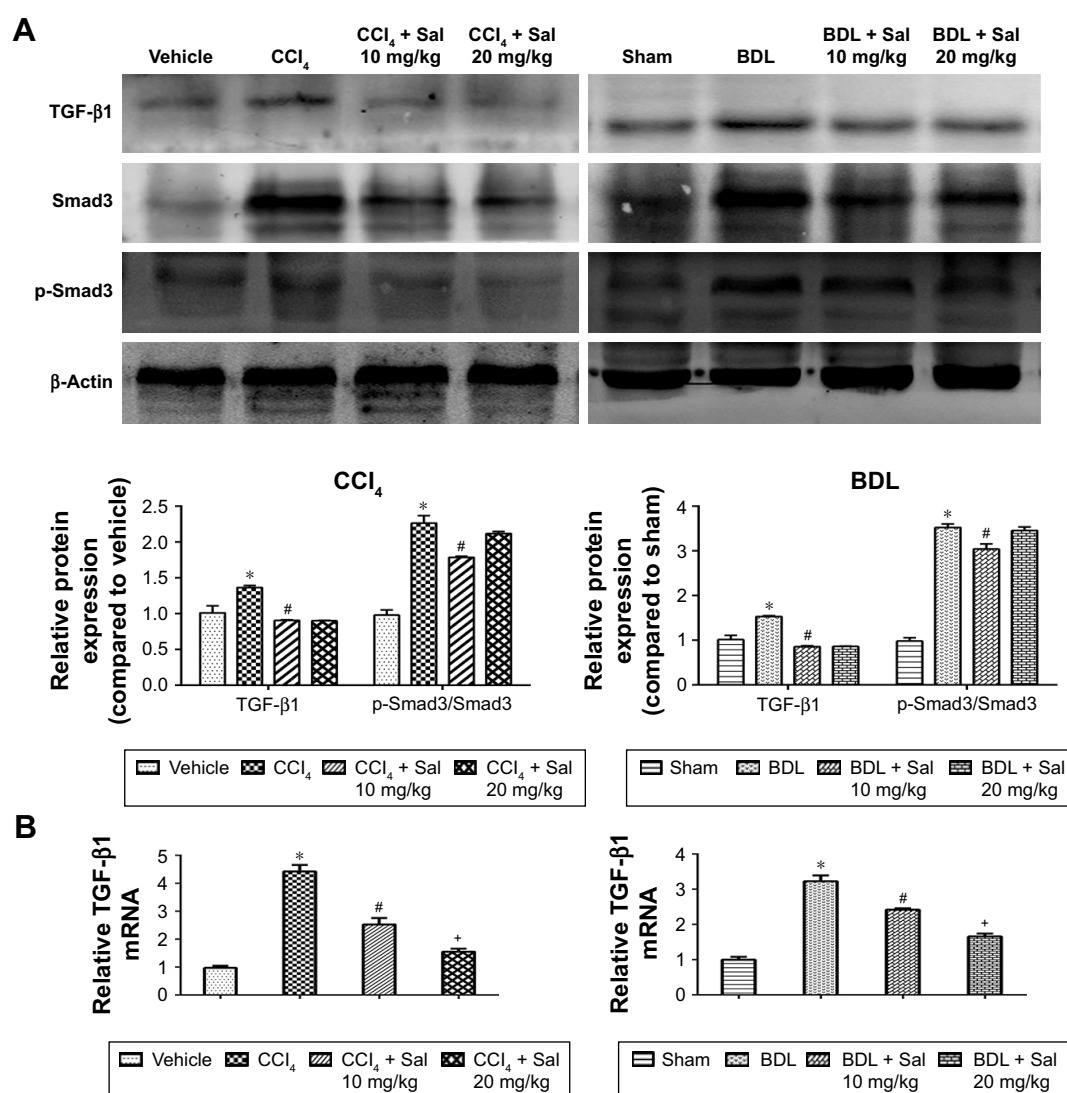 A
Vehicle
CCl₄
CCl₄ + Sal
10 mg/kg
CCl₄ + Sal
20 mg/kg
Sham
BDL
BDL + Sal
10 mg/kg
BDL + Sal
20 mg/kg
TGF-β1
Smad3
p-Smad3
β-Actin
CCl₄
Relative protein
expression
(compared to vehicle)
2.5
2.0
1.5
1.0
0.5
0.0
*
#
*
#
TGF-β1
p-Smad3/Smad3
Vehicle
CCl₄
CCl₄ + Sal
10 mg/kg
CCl₄ + Sal
20 mg/kg
BDL
Relative protein
expression
(compared to sham)
4
3
2
1
0
*
#
*
#
TGF-β1
p-Smad3/Smad3
Sham
BDL
BDL + Sal
10 mg/kg
BDL + Sal
20 mg/kg
B
Relative TGF-β1
mRNA
5
4
3
2
1
0
*
#
+
Vehicle
CCl₄
CCl₄ + Sal
10 mg/kg
CCl₄ + Sal
20 mg/kg
Relative TGF-β1
mRNA
4
3
2
1
0
*
#
+
Sham
BDL
BDL + Sal
10 mg/kg
BDL + Sal
20 mg/kg